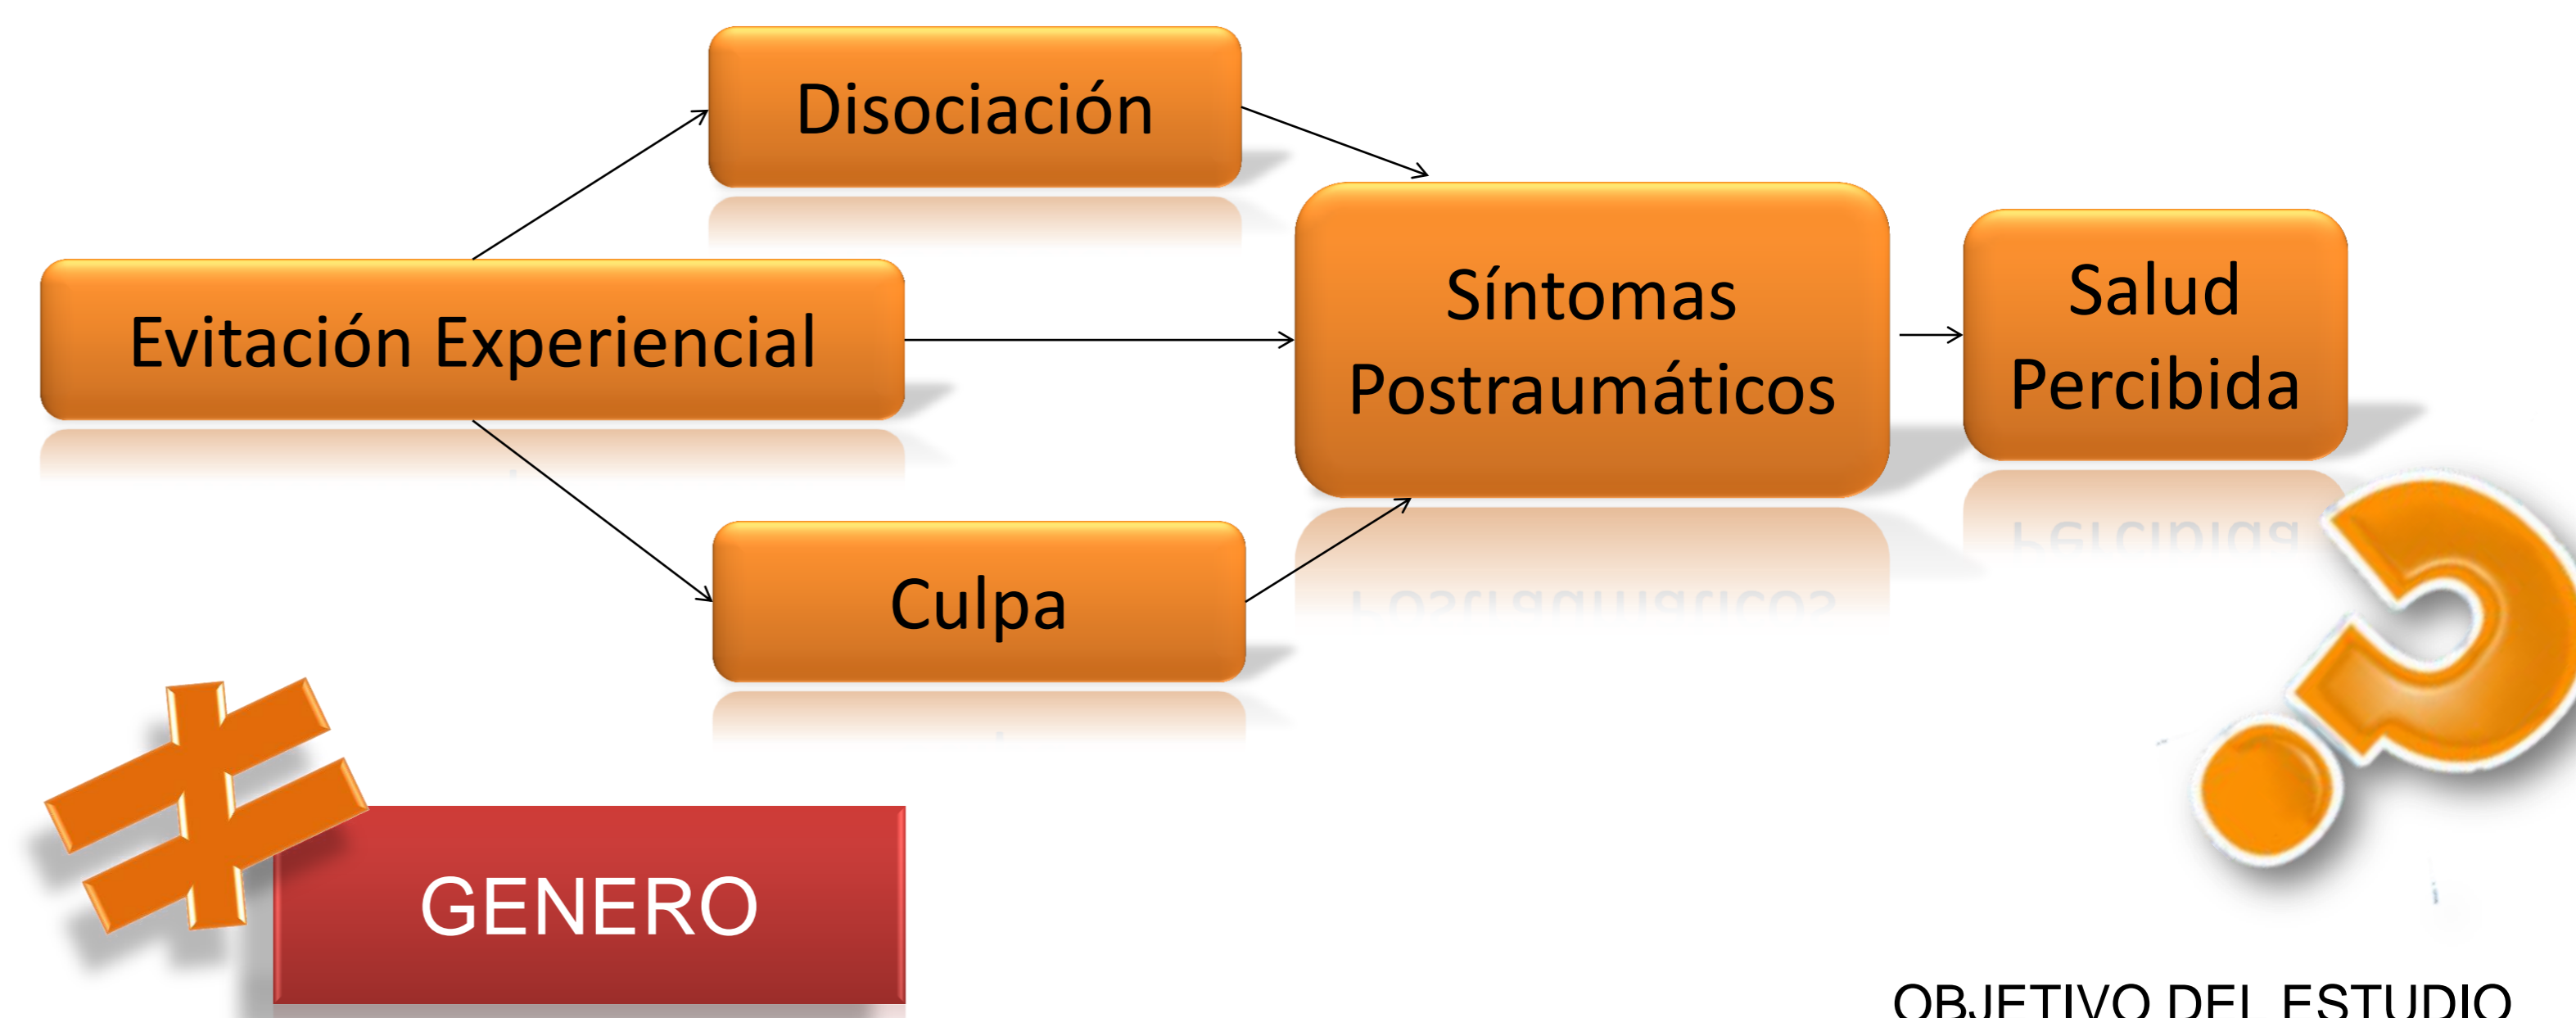 Disociación
Evitación Experiencial
Síntomas
Postraumáticos
Salud
Percibida
Culpa
GENERO
OBJETIVO DEL ESTUDIO